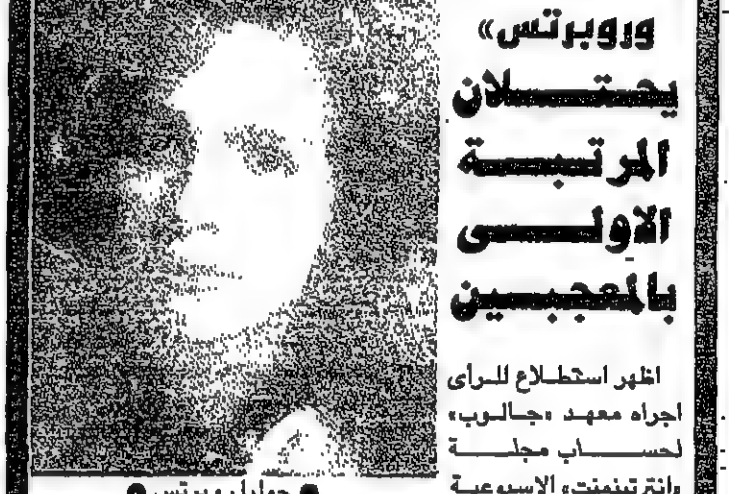 وروبرتس»
يحتلان
المرتبة
الاولى
بالمعجبين
اظهر استطلاع للرأى
اجراه معهد «جالوب»
لحساب مجلة
«انترتينمنت» الاسبوعية
● جوليا روبرتس ●